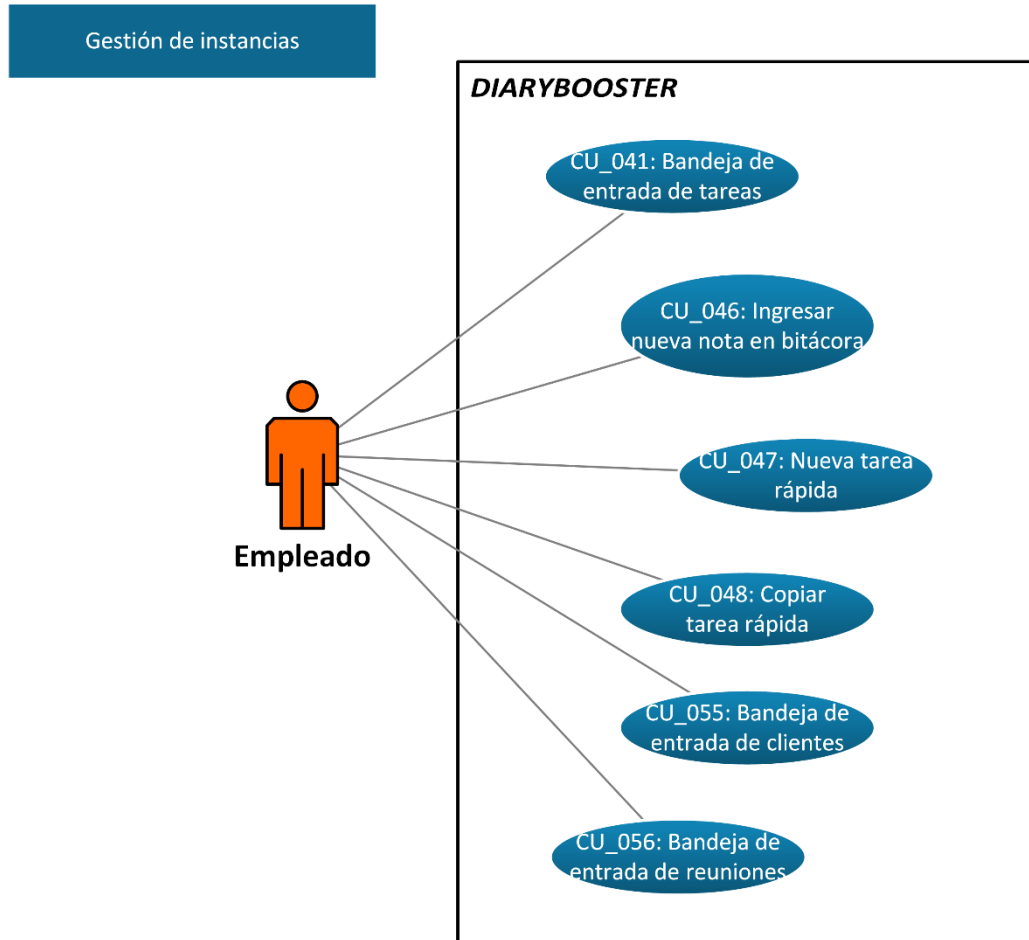 Gestión de instancias
DIARYBOOSTER
CU_041: Bandeja de
entrada de tareas
CU_046: Ingresar
nueva nota en bitácora
CU_047: Nueva tarea
rápida
Empleado
CU_048: Copiar
tarea rápida
CU_055: Bandeja de
entrada de clientes
CU_056: Bandeja de
entrada de reuniones